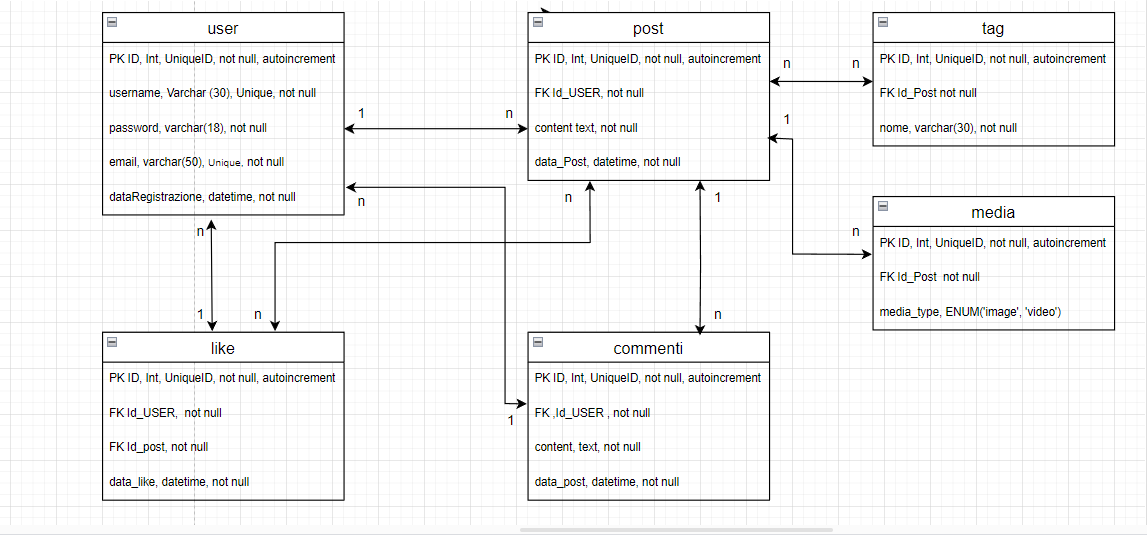 user
PK ID, Int, UniqueID, not null, autoincrement
username, Varchar (30), Unique, not null
password, varchar(18), not null
email, varchar(50), Unique, not null
dataRegistrazione, datetime, not null
post
PK ID, Int, UniqueID, not null, autoincrement
FK Id_USER, not null
content text, not null
data_Post, datetime, not null
tag
PK ID, Int, UniqueID, not null, autoincrement
FK Id_Post not null
nome, varchar(30), not null
media
PK ID, Int, UniqueID, not null, autoincrement
FK Id_Post not null
media_type, ENUM('image', 'video')
like
PK ID, Int, UniqueID, not null, autoincrement
FK Id_USER, not null
FK Id_post, not null
data_like, datetime, not null
commenti
PK ID, Int, UniqueID, not null, autoincrement
FK ,Id_USER , not null
content, text, not null
data_post, datetime, not null
1
n
n
n
1
n
n
1
n
n
1
n
1
n